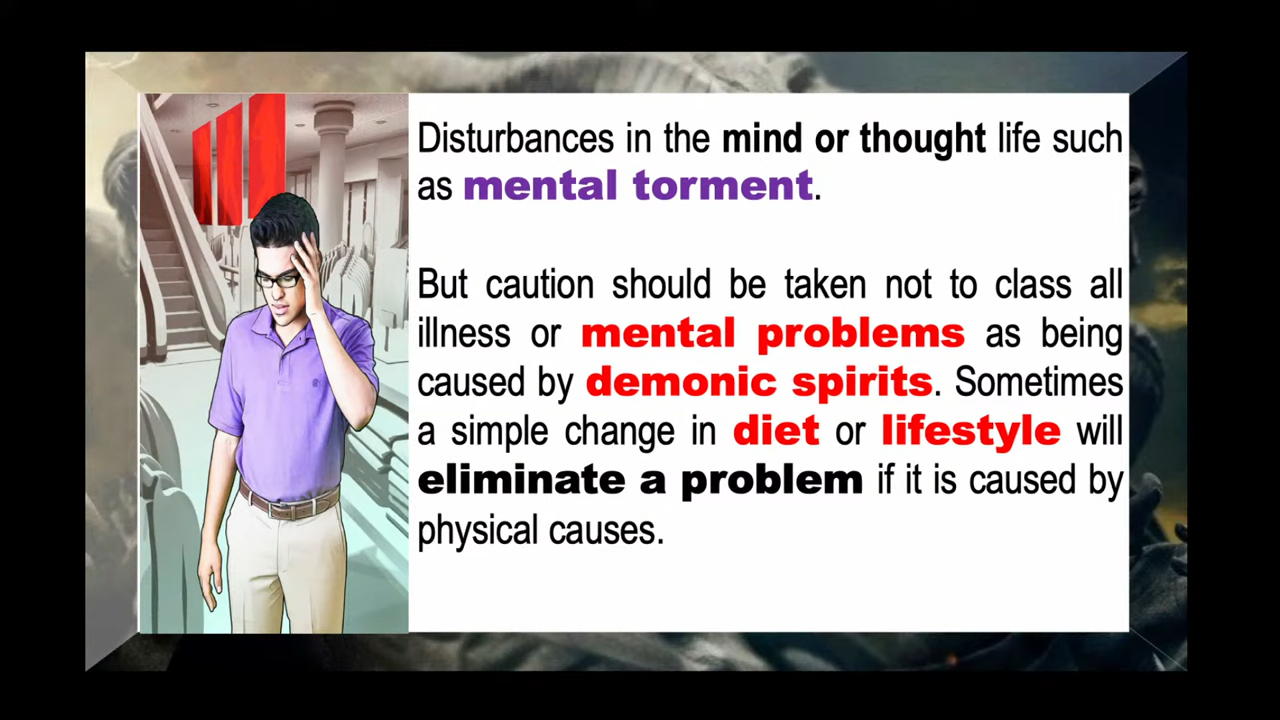 Disturbances in the mind or thought life such
as mental torment.
But caution should be taken not to class all
illness or mental problems as being
caused by demonic spirits. Sometimes
a simple change in diet or lifestyle will
eliminate a problem if it is caused by
physical causes.